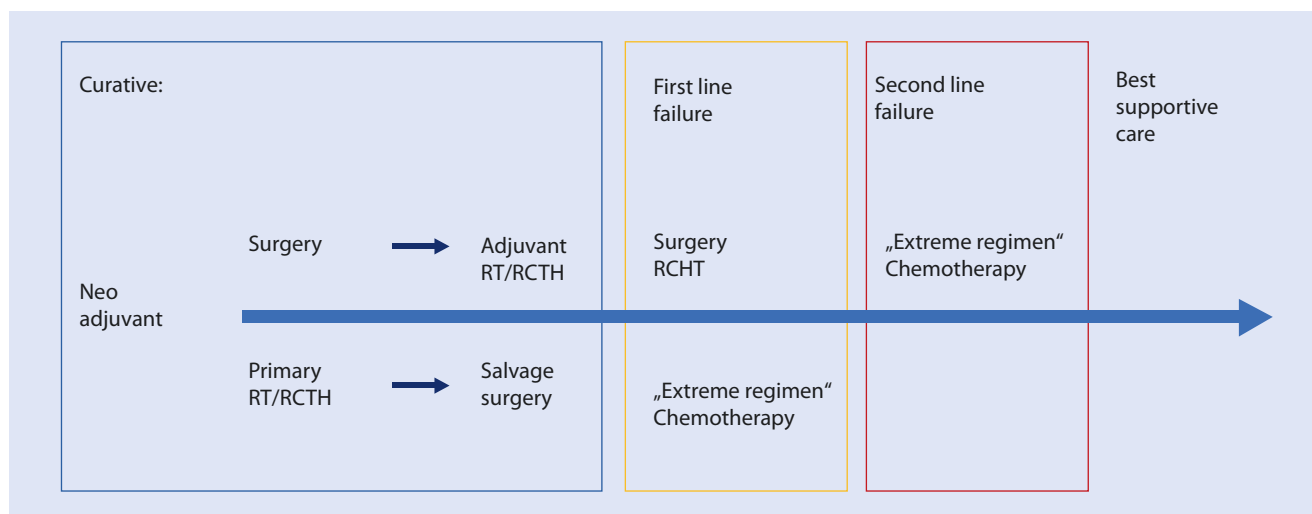 Curative:
Neo
adjuvant
Surgery
Adjuvant
RT/RCTH
Primary
RT/RCTH
Salvage
surgery
First line
failure
Surgery
RCHT
„Extreme regimen“
Chemotherapy
Second line
failure
„Extreme regimen“
Chemotherapy
Best
supportive
care